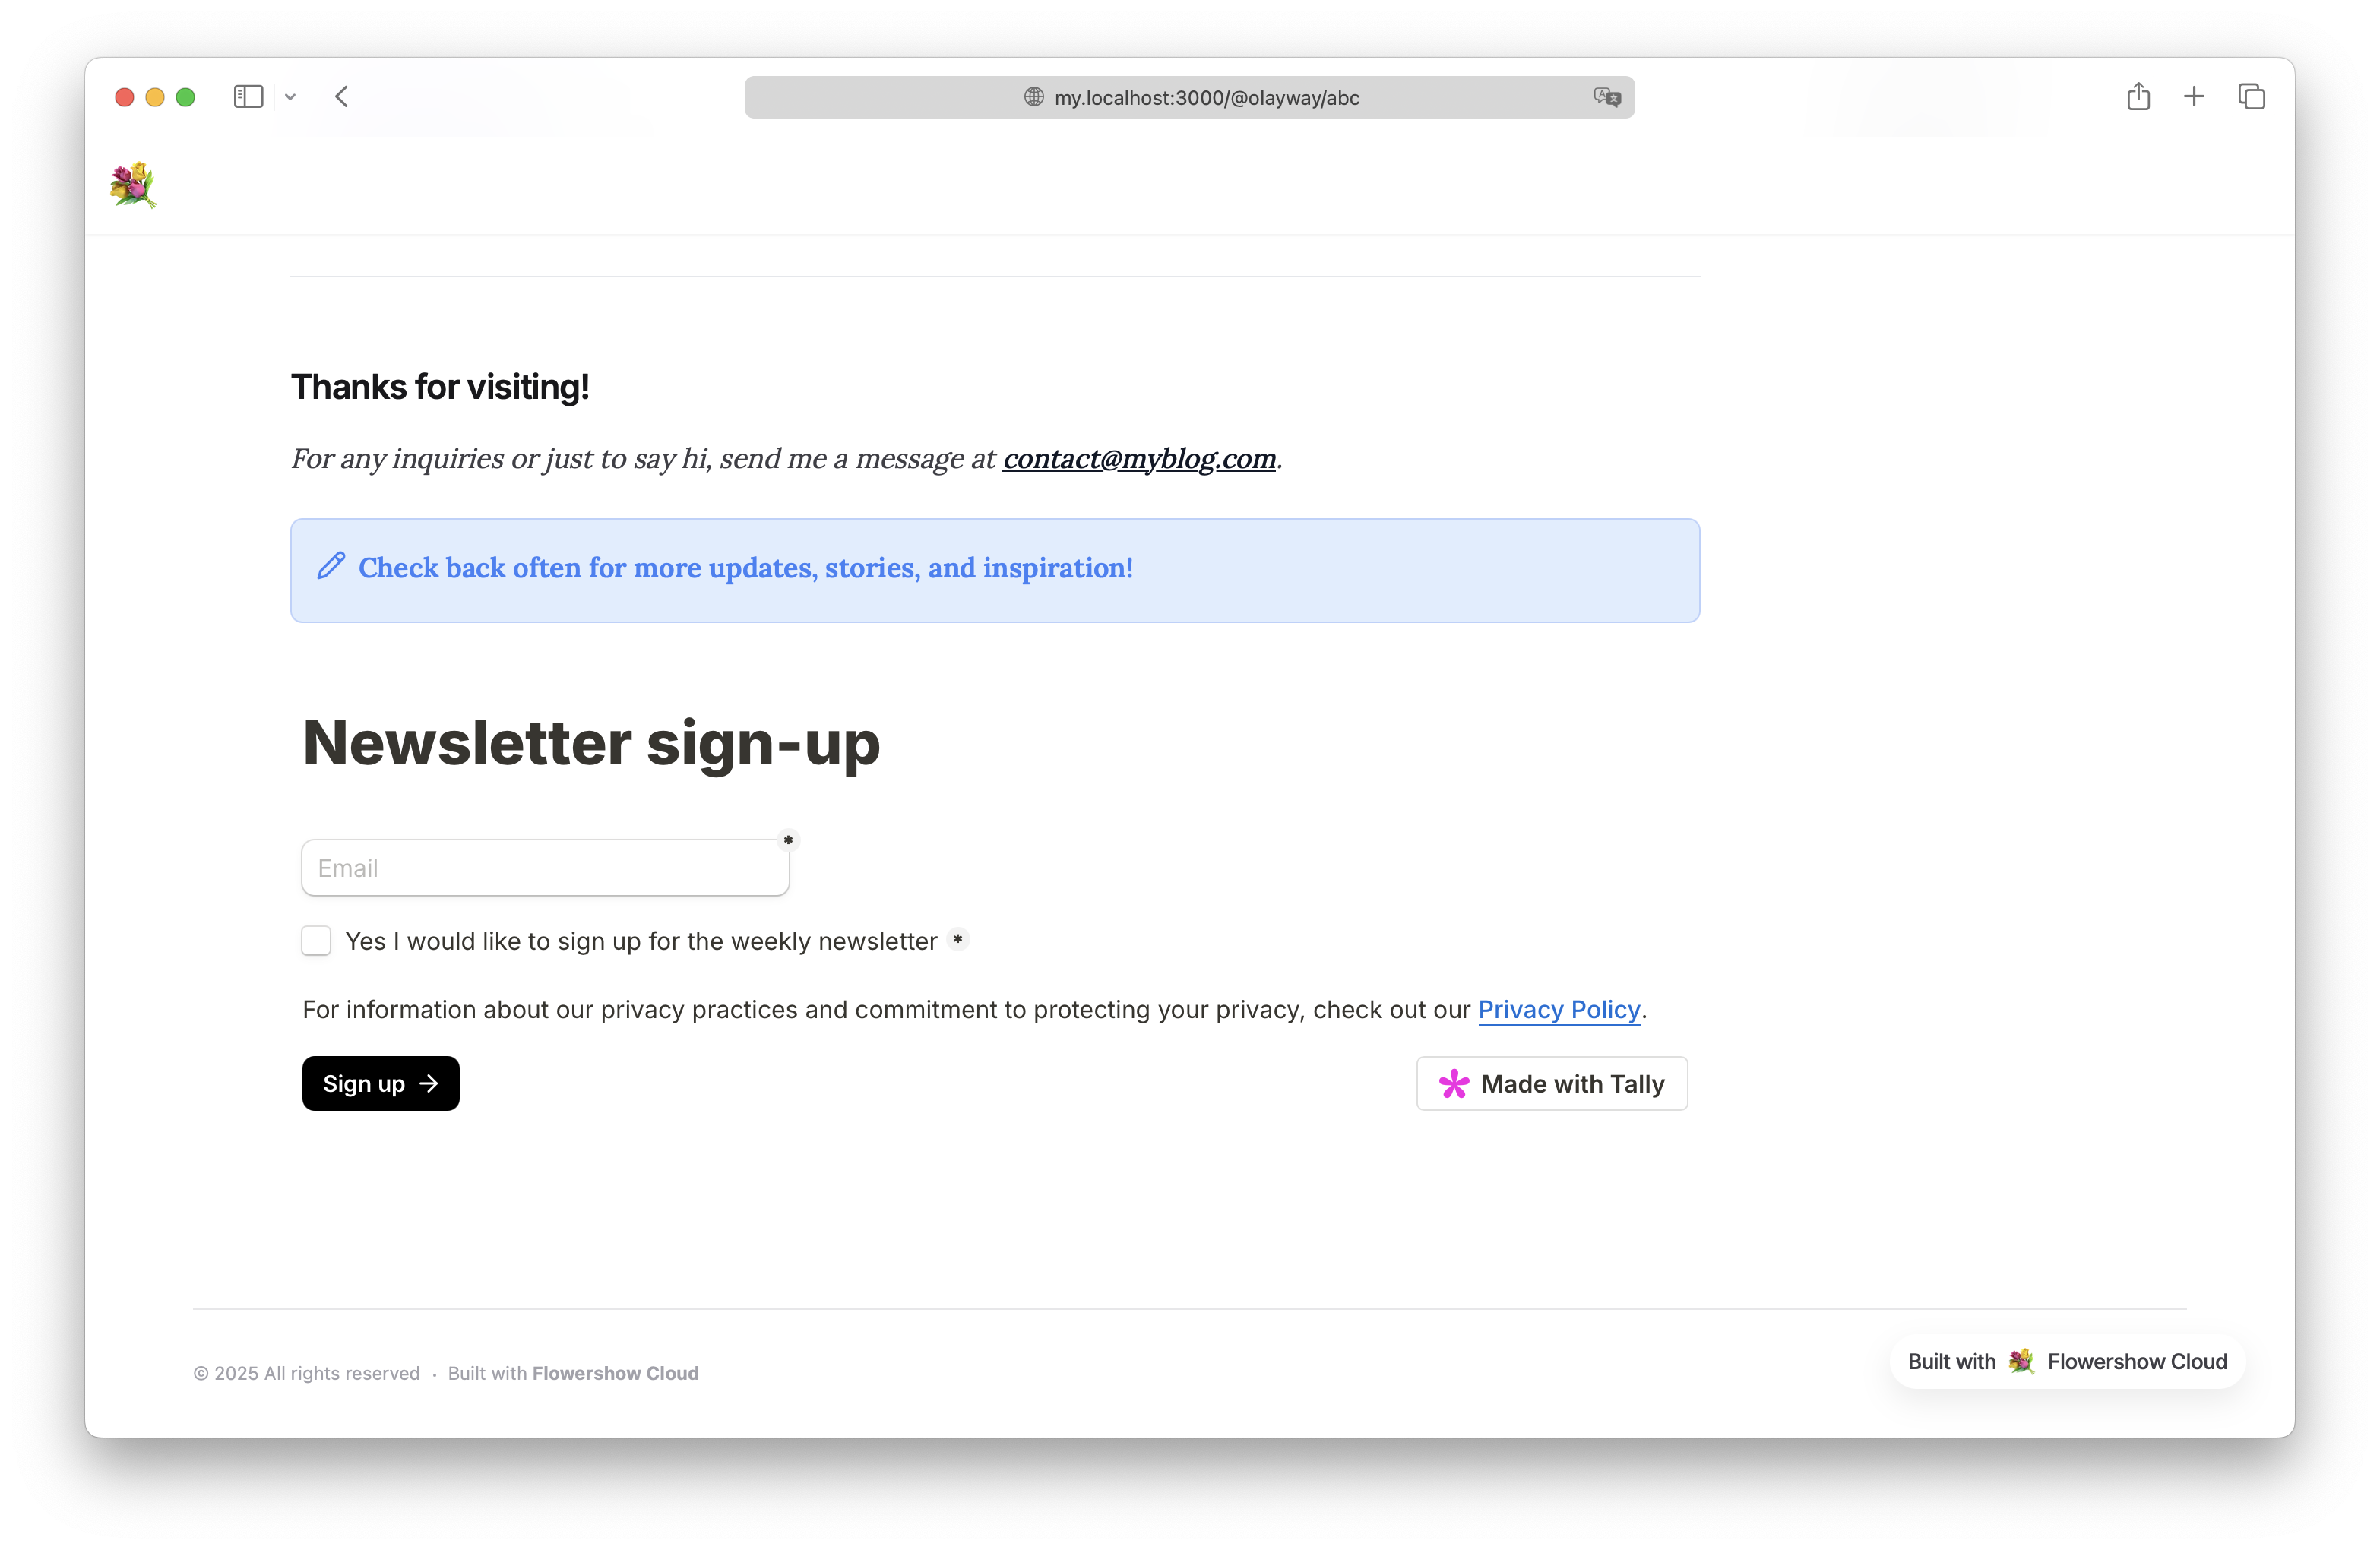 my.localhost:3000/@olayway/abc
Thanks for visiting!
For any inquiries or just to say hi, send me a message at contact@myblog.com.
Check back often for more updates, stories, and inspiration!
Newsletter sign-up
*
Email
Yes I would like to sign up for the weekly newsletter *
For information about our privacy practices and commitment to protecting your privacy, check out our Privacy Policy.
Sign up →
Made with Tally
Built with Flowershow Cloud
© 2025 All rights reserved · Built with Flowershow Cloud